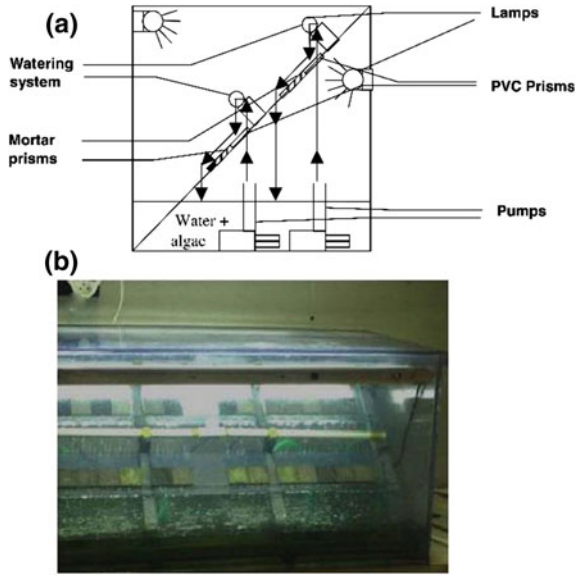 (a)
Lamps
Watering
system
PVC Prisms
Mortar
prisms
Pumps
Water +
algae
(b)